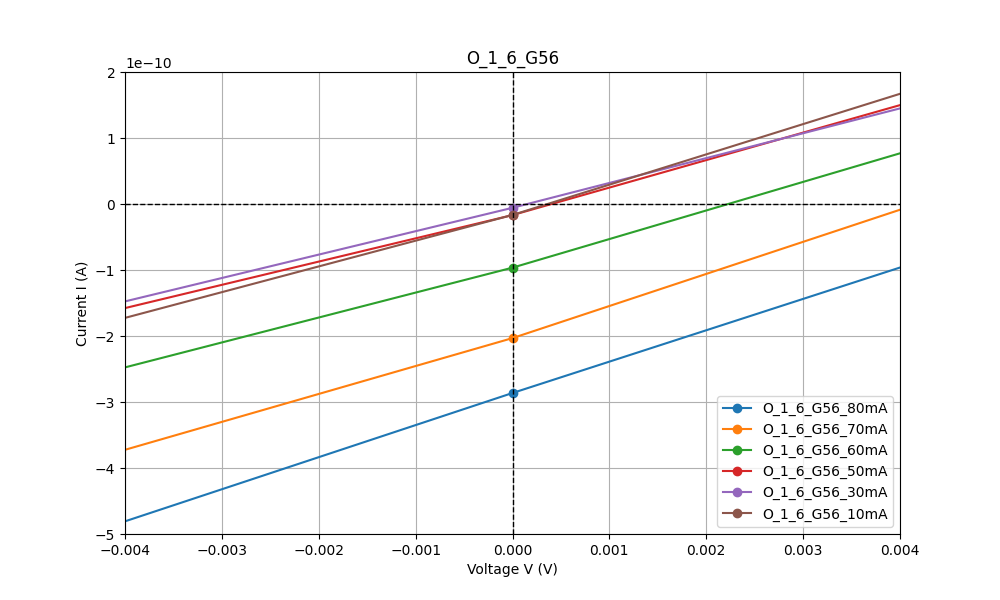 O_1_6_G56
1e−10
2
1
0
−1
−2
−3
−4
−5
Current I (A)
−0.004 −0.003 −0.002 −0.001 0.000 0.001 0.002 0.003 0.004
Voltage V (V)
O_1_6_G56_80mA
O_1_6_G56_70mA
O_1_6_G56_60mA
O_1_6_G56_50mA
O_1_6_G56_30mA
O_1_6_G56_10mA